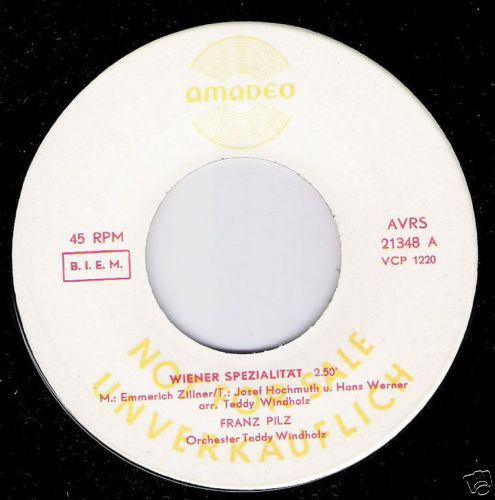 amadeo
45 RPM
B. I. E. M.
AVRS
21348 A
VCP 1220
WIENER SPEZIALITÄT 2.50'
M.: Emmerich Zillner/T.: Josef Hochmuth u. Hans Werner
arr. Teddy Windholz
FRANZ PILZ
Orchester Teddy Windholz
NOT FOR SALE
UNVERKÄUFLICH